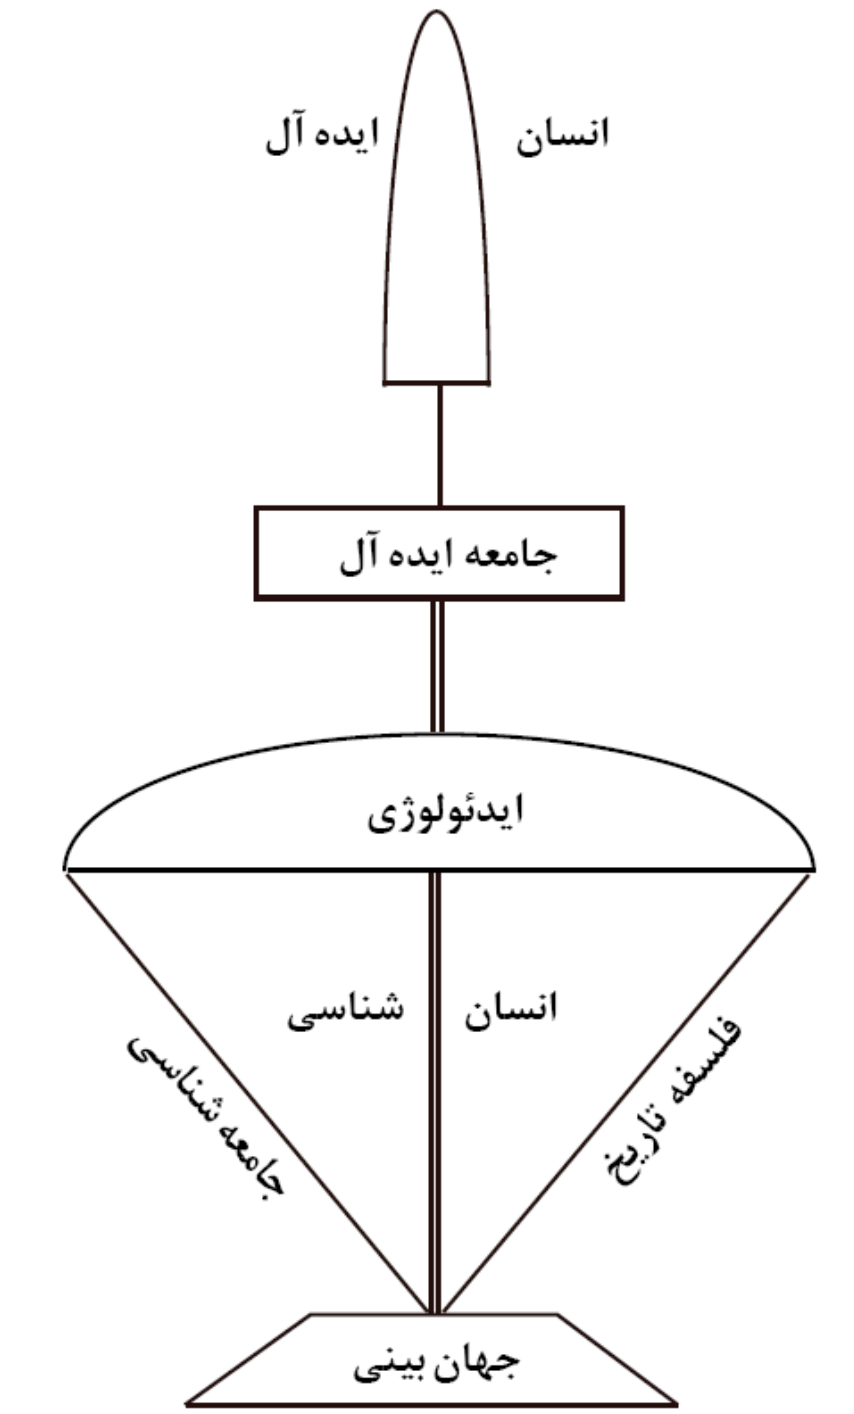 انسان ایده آل
جامعه ایده آل
ایدئولوژی
انسان شناسی
فلسفه تاریخ
جامعه شناسی
جهان بینی